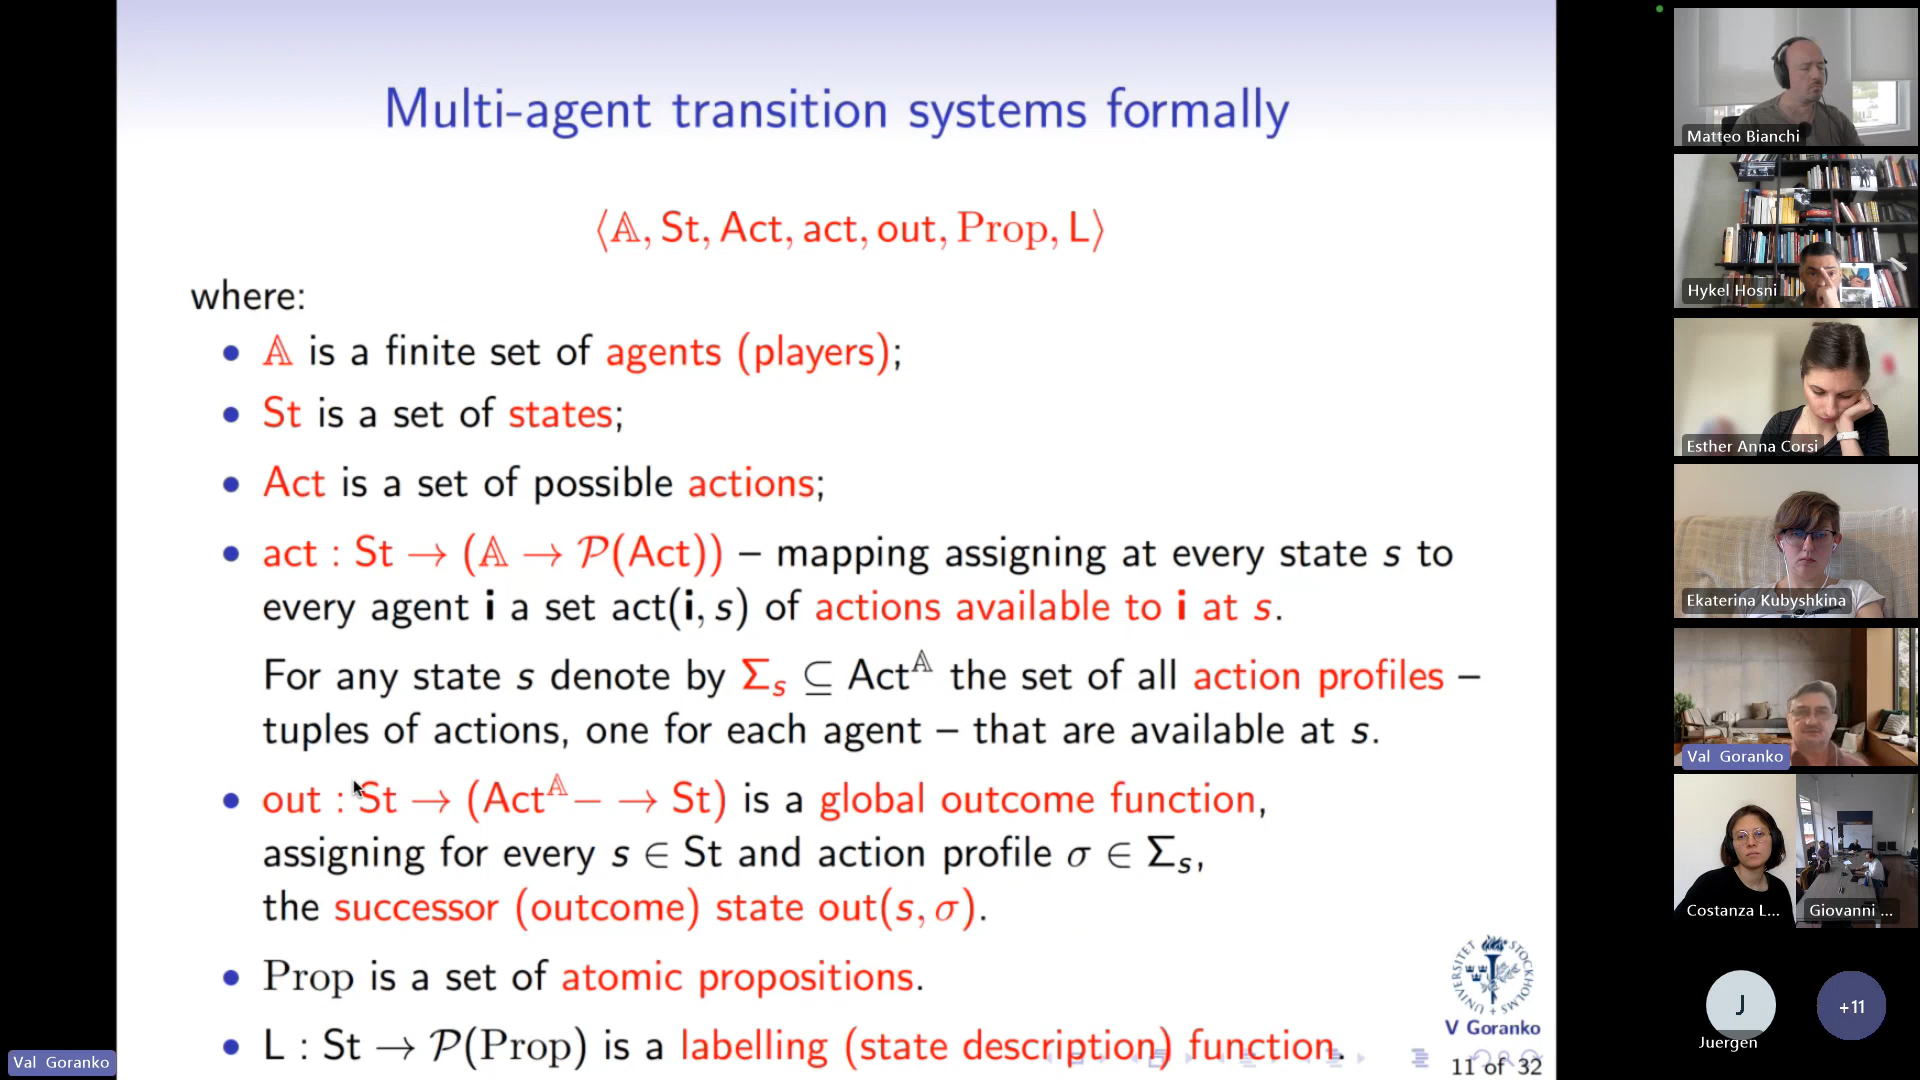 Multi-agent transition systems formally
⟨𝔸, St, Act, act, out, Prop, L⟩
where:
• 𝔸 is a finite set of agents (players);
• St is a set of states;
• Act is a set of possible actions;
• act : St → (𝔸 → 𝒫(Act)) – mapping assigning at every state s to
every agent i a set act(i, s) of actions available to i at s.
For any state s denote by Σₛ ⊆ Act^𝔸 the set of all action profiles –
tuples of actions, one for each agent – that are available at s.
• out : St → (Act^𝔸 − → St) is a global outcome function,
assigning for every s ∈ St and action profile σ ∈ Σₛ,
the successor (outcome) state out(s, σ).
• Prop is a set of atomic propositions.
• L : St → 𝒫(Prop) is a labelling (state description) function.
V Goranko
11 of 32
Val Goranko
Matteo Bianchi
Hykel Hosni
Esther Anna Corsi
Ekaterina Kubyshkina
Val Goranko
Costanza L...
Giovanni ...
J
Juergen
+11